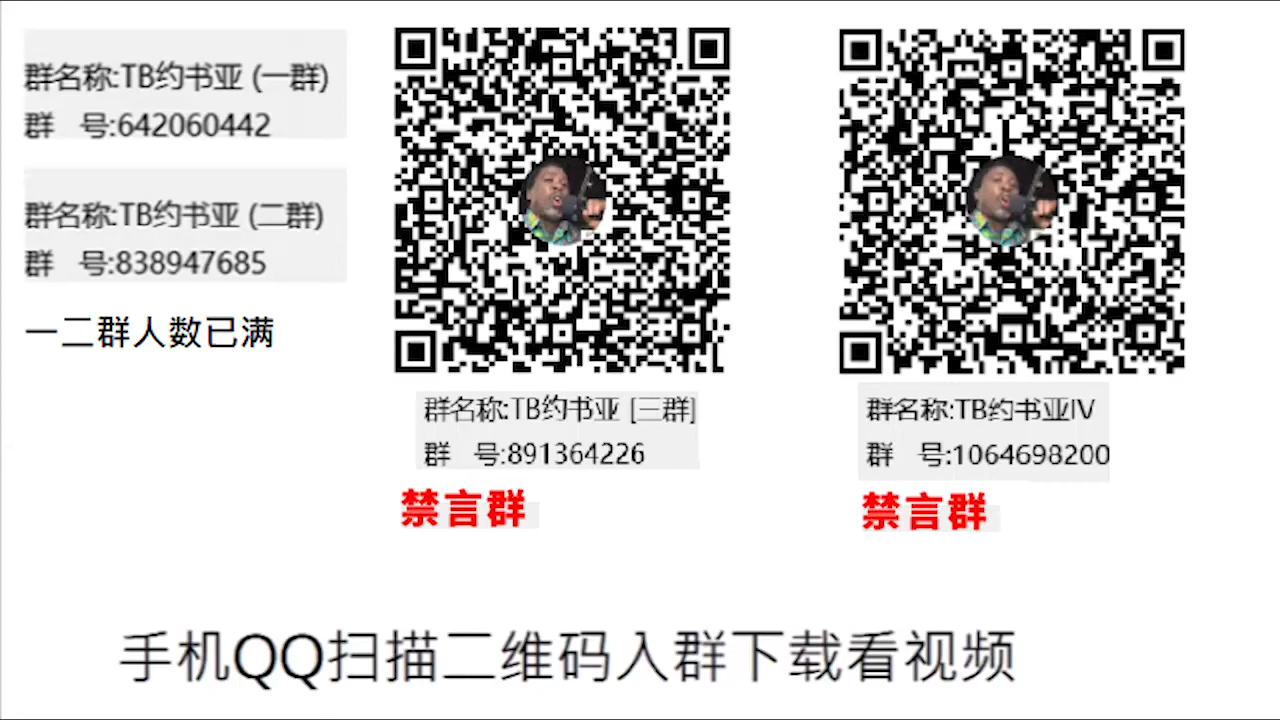 群名称:TB约书亚 (一群)
群 号:642060442
群名称:TB约书亚 (二群)
群 号:838947685
一二群人数已满
群名称:TB约书亚 [三群]
群 号:891364226
禁言群
群名称:TB约书亚IV
群 号:1064698200
禁言群
手机QQ扫描二维码入群下载看视频